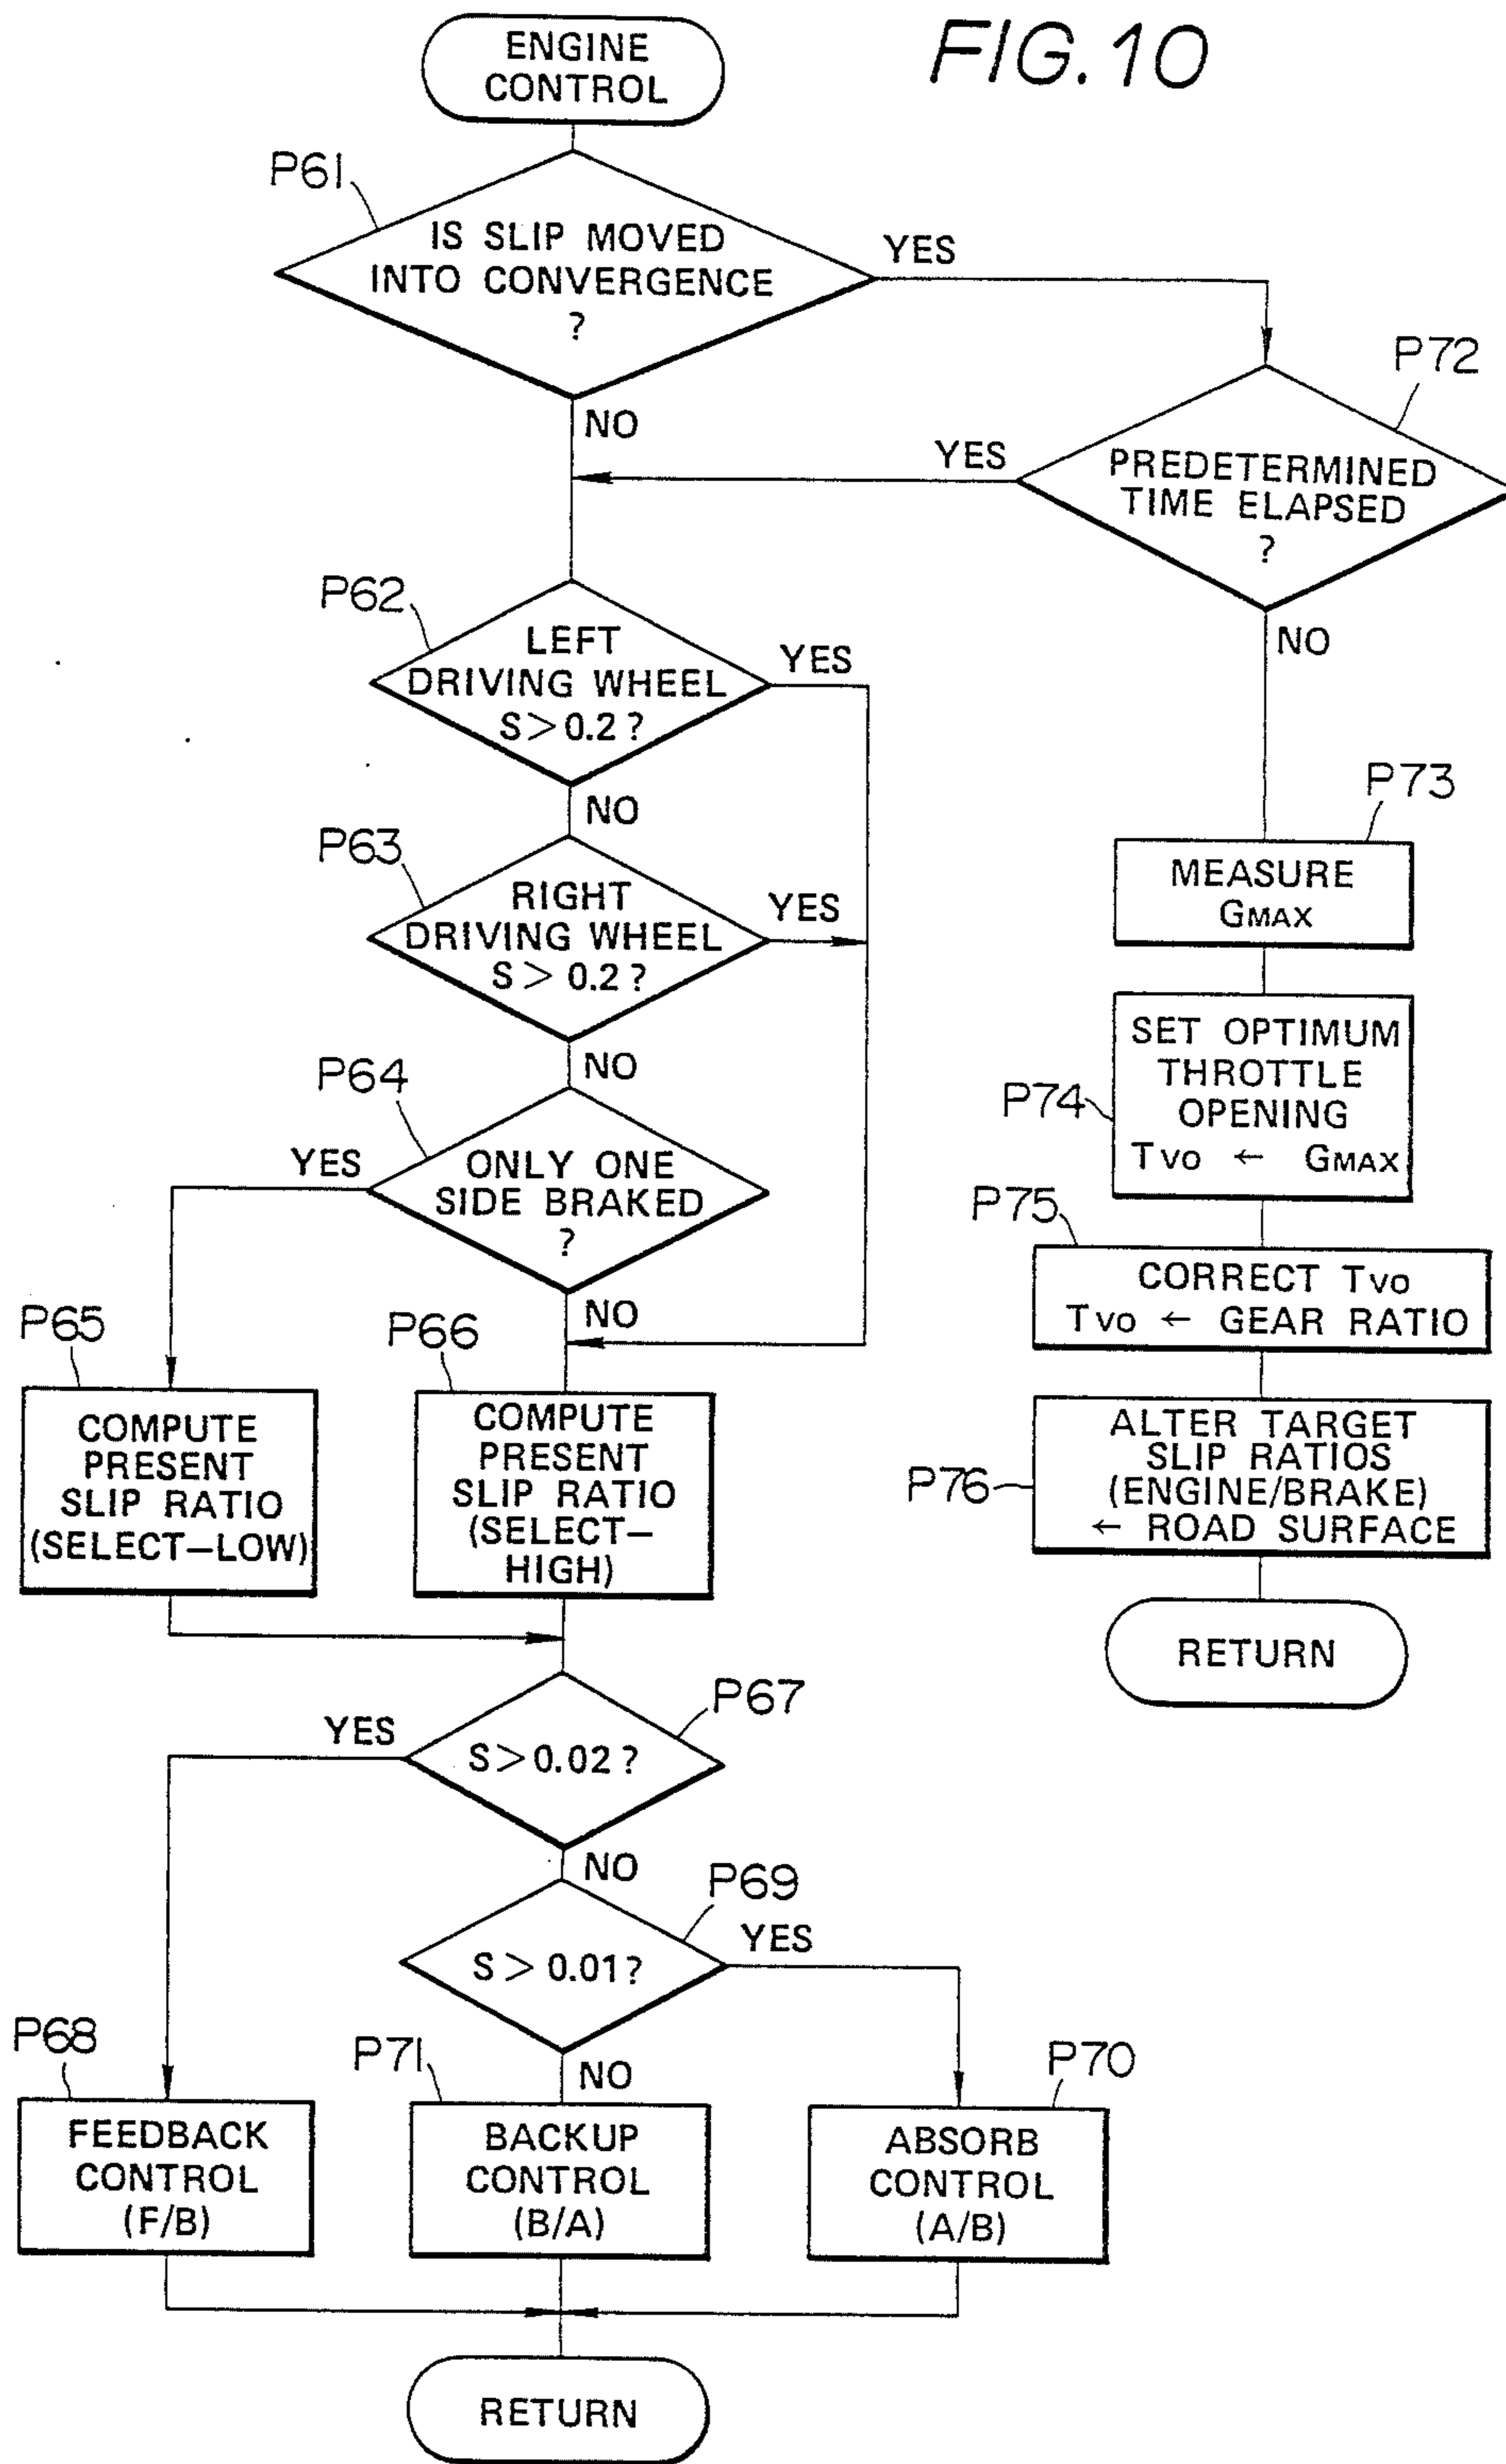 FIG. 10
ENGINE
CONTROL
P61
IS SLIP MOVED
INTO CONVERGENCE
?
YES
NO
P72
PREDETERMINED
TIME ELAPSED
?
YES
NO
P62
LEFT
DRIVING WHEEL
S > 0.2 ?
YES
NO
P63
RIGHT
DRIVING WHEEL
S > 0.2 ?
YES
NO
P64
ONLY ONE
SIDE BRAKED
?
YES
NO
P65
COMPUTE
PRESENT
SLIP RATIO
(SELECT–LOW)
P66
COMPUTE
PRESENT
SLIP RATIO
(SELECT–
HIGH)
P73
MEASURE
GMAX
P74
SET OPTIMUM
THROTTLE
OPENING
Tvo ← GMAX
P75
CORRECT Tvo
Tvo ← GEAR RATIO
P76
ALTER TARGET
SLIP RATIOS
(ENGINE/BRAKE)
← ROAD SURFACE
RETURN
P67
S > 0.02 ?
YES
NO
P69
S > 0.01 ?
YES
NO
P68
FEEDBACK
CONTROL
(F/B)
P71
BACKUP
CONTROL
(B/A)
P70
ABSORB
CONTROL
(A/B)
RETURN